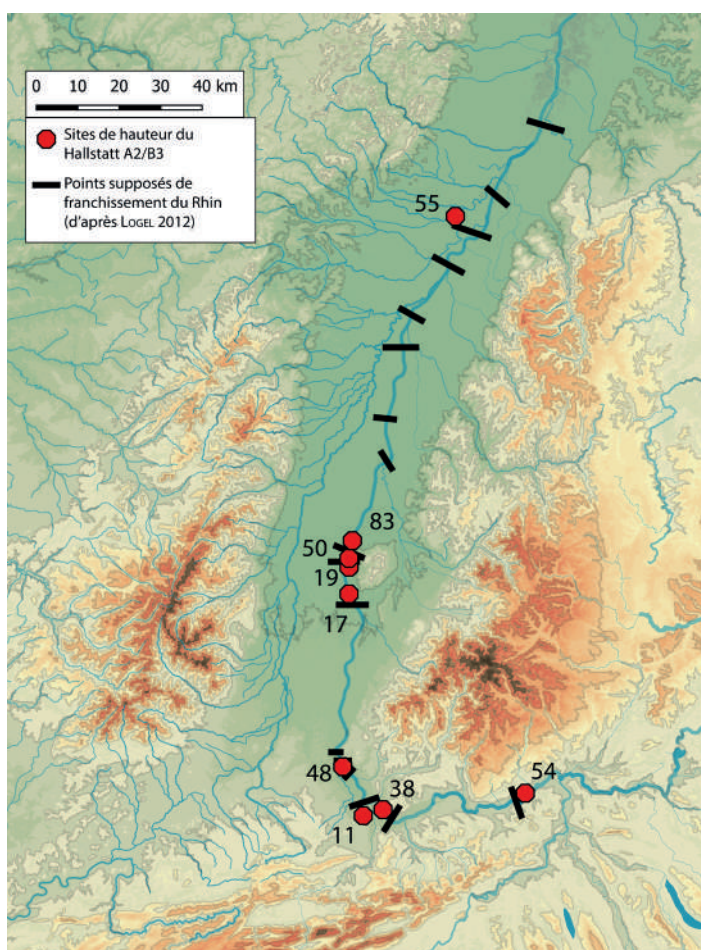 0 10 20 30 40 km
Sites de hauteur du
Hallstatt A2/B3
Points supposés de
franchissement du Rhin
(d'après LOGEL 2012)
55
83
50
19
17
48
54
38
11